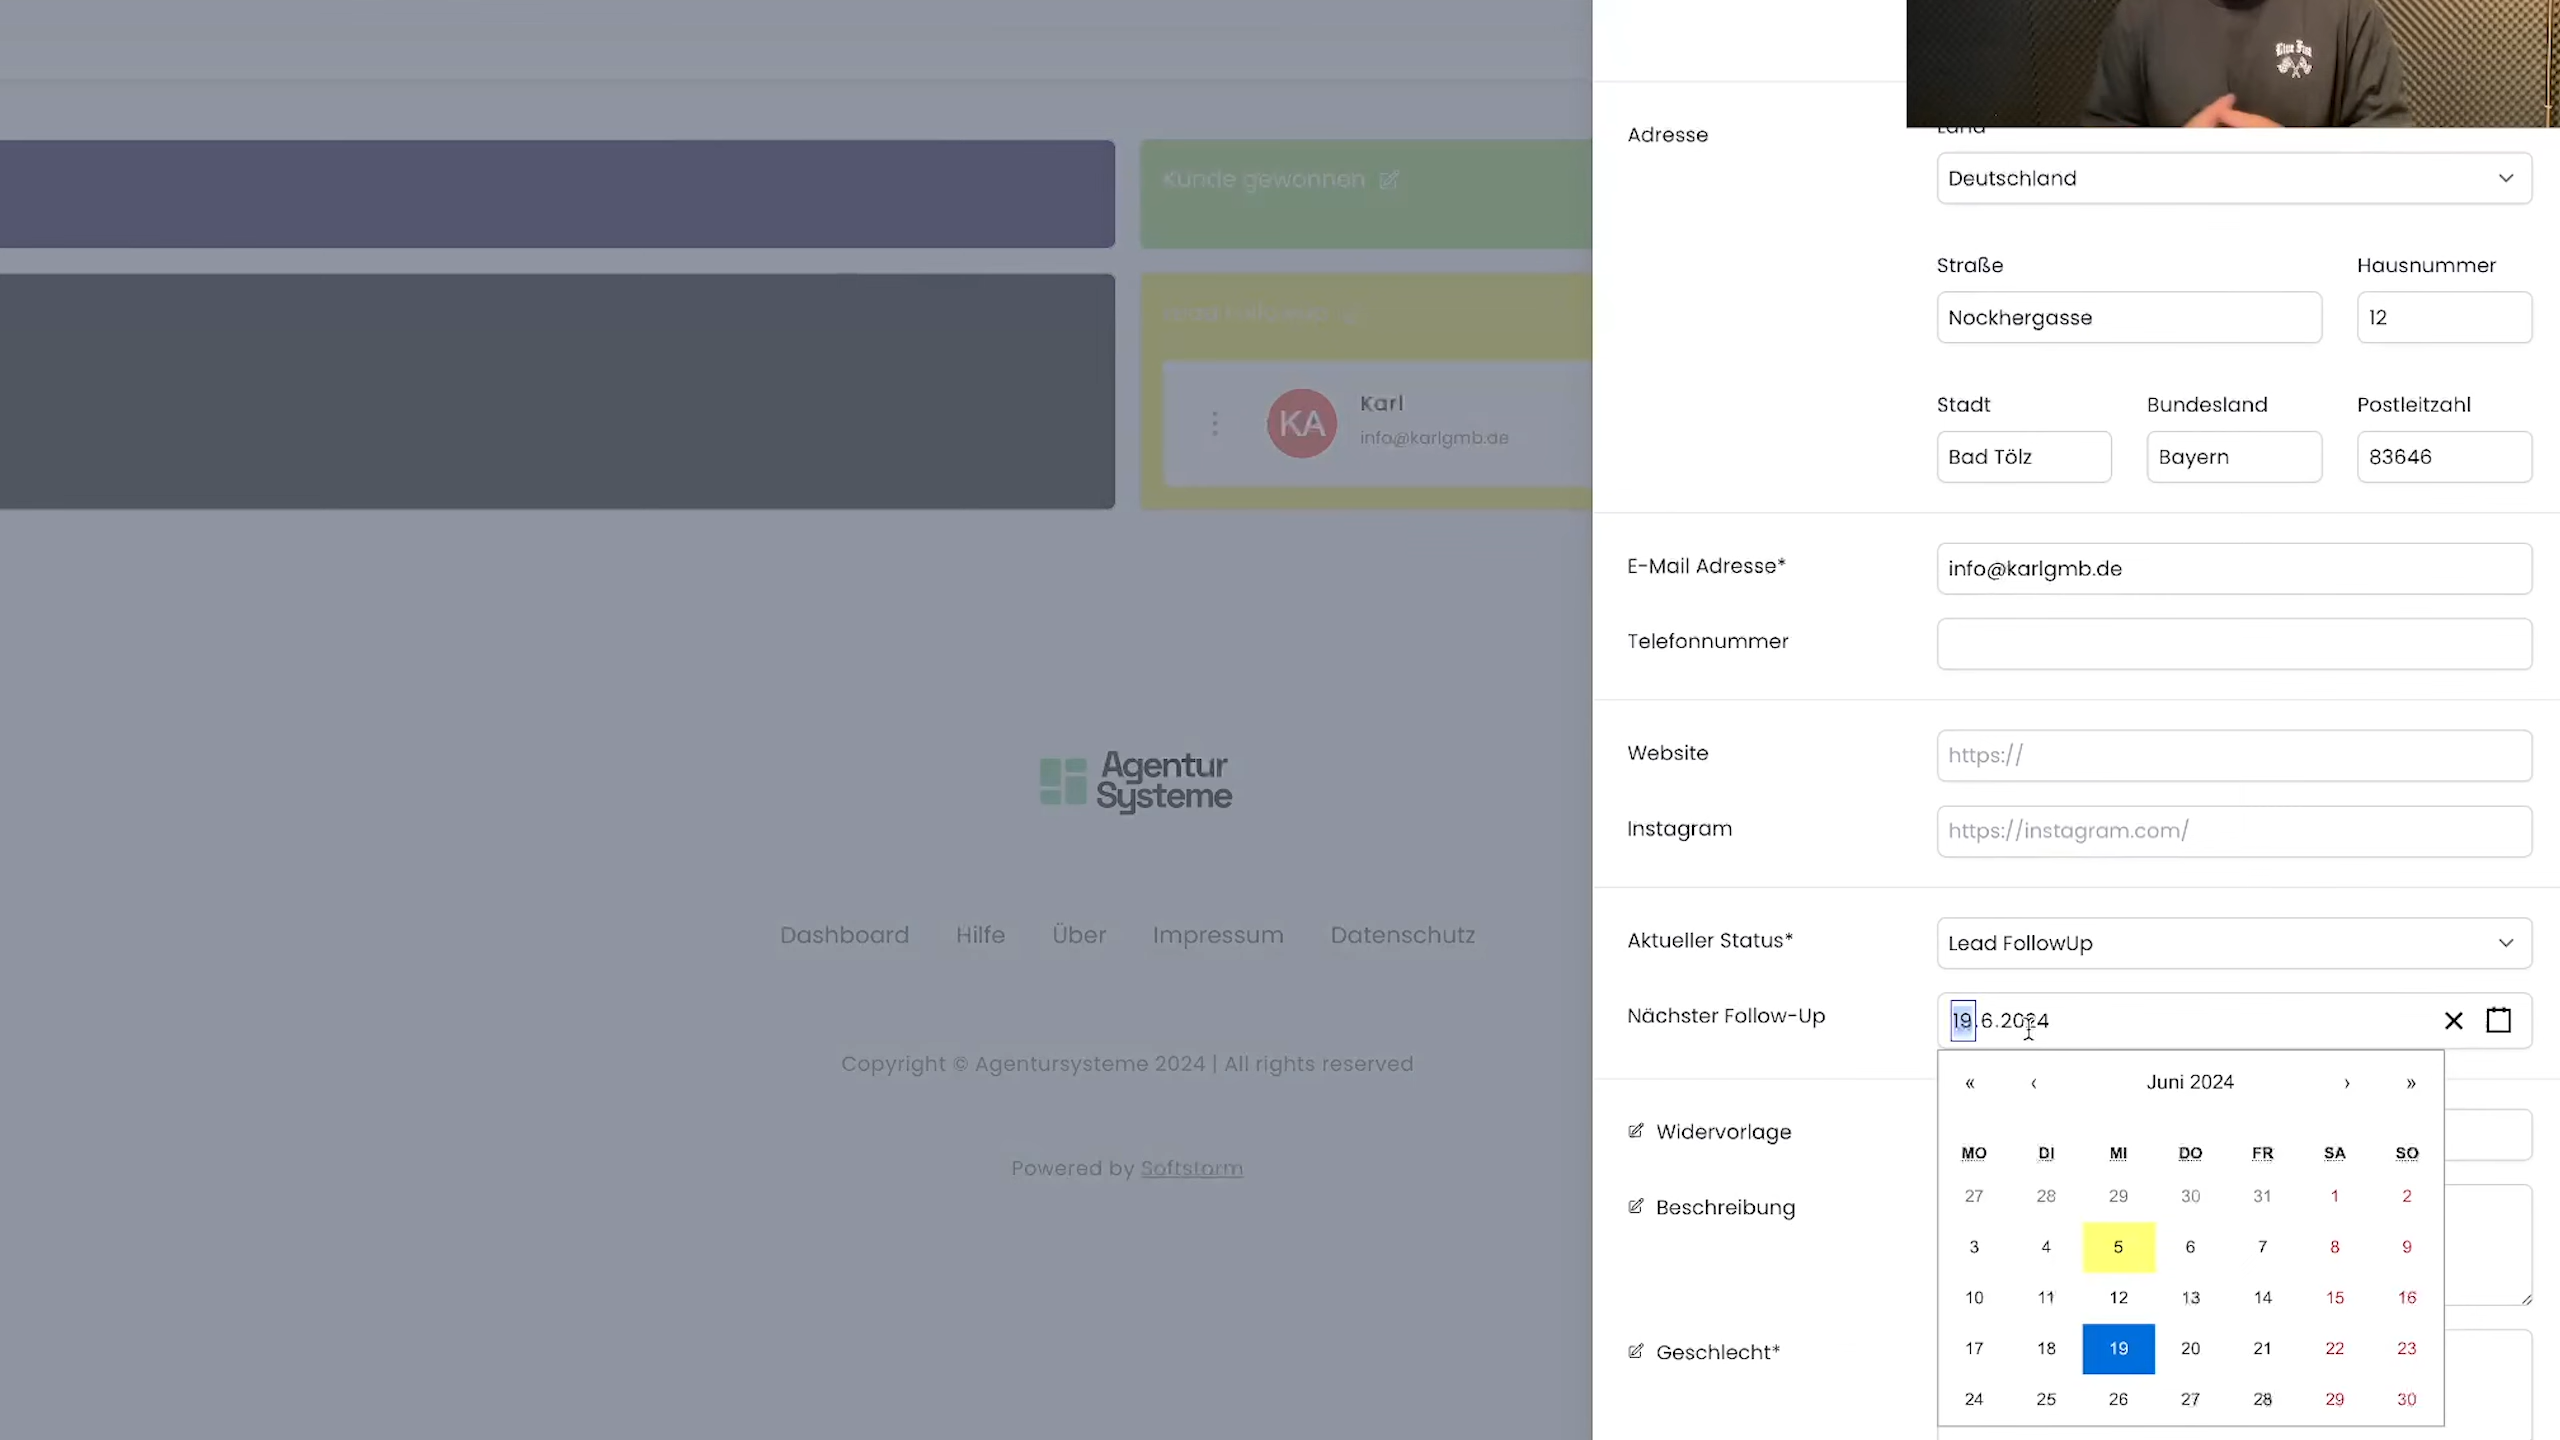 Kunde gewonnen
Karl
KA
info@karlgmb.de
Agentur
Systeme
Dashboard Hilfe Über Impressum Datenschutz
Copyright © Agentursysteme 2024 | All rights reserved
Powered by Softstorm
Adresse
Land
Deutschland
Straße Hausnummer
Nockhergasse 12
Stadt Bundesland Postleitzahl
Bad Tölz Bayern 83646
E-Mail Adresse* info@karlgmb.de
Telefonnummer
Website https://
Instagram https://instagram.com/
Aktueller Status* Lead FollowUp
Nächster Follow-Up 19.6.2024
« ‹ Juni 2024 › »
MO DI MI DO FR SA SO
27 28 29 30 31 1 2
3 4 5 6 7 8 9
10 11 12 13 14 15 16
17 18 19 20 21 22 23
24 25 26 27 28 29 30
Widervorlage
Beschreibung
Geschlecht*